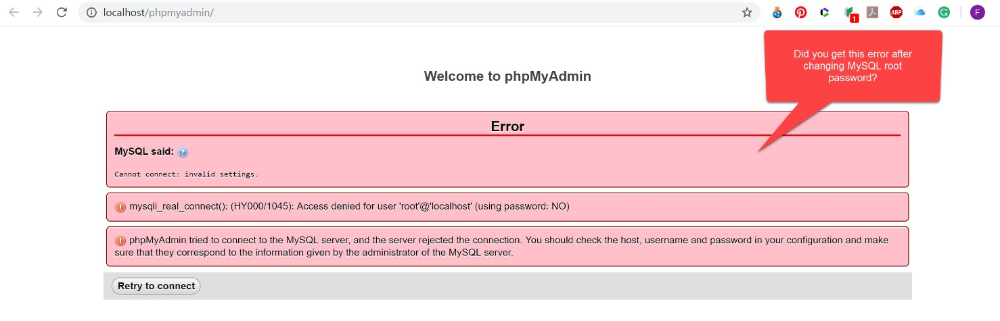 localhost/phpmyadmin/
1
ABP
G
F
Did you get this error after
changing MySQL root
password?
Welcome to phpMyAdmin
Error
MySQL said:
Cannot connect: invalid settings.
mysqli_real_connect(): (HY000/1045): Access denied for user 'root'@'localhost' (using password: NO)
phpMyAdmin tried to connect to the MySQL server, and the server rejected the connection. You should check the host, username and password in your configuration and make
sure that they correspond to the information given by the administrator of the MySQL server.
Retry to connect